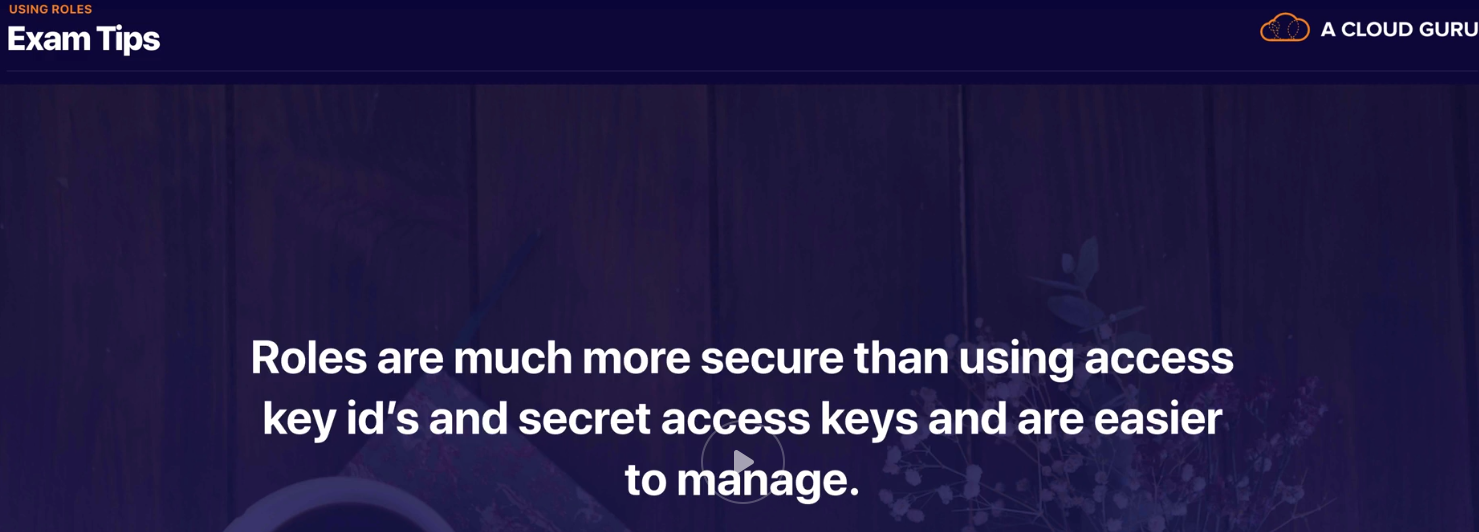 USING ROLES
Exam Tips
A CLOUD GURU
Roles are much more secure than using access
key id’s and secret access keys and are easier
to manage.